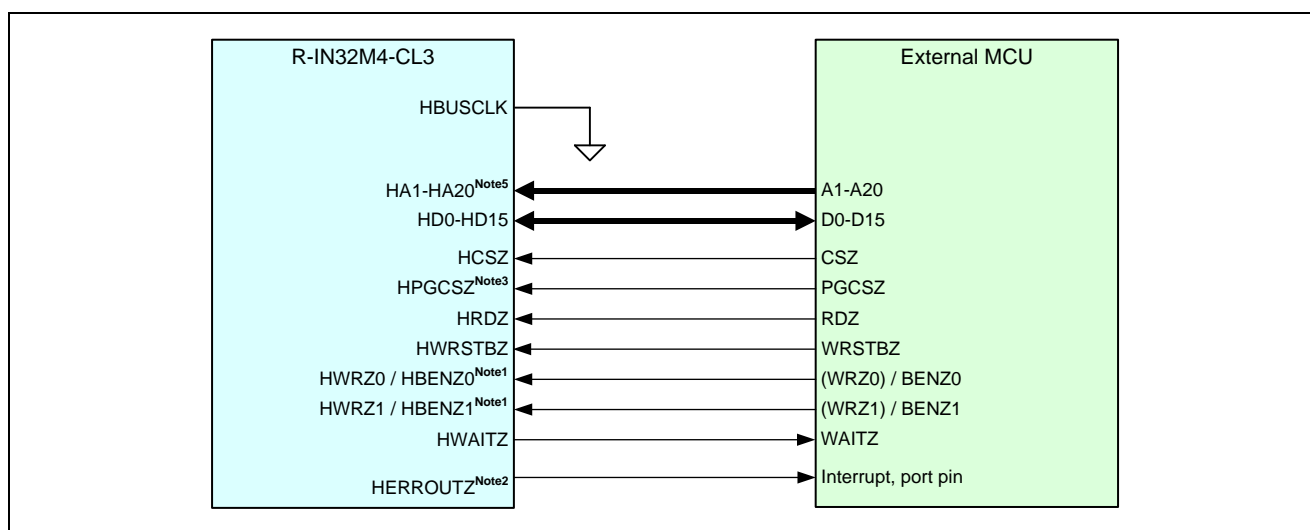 R-IN32M4-CL3
External MCU
HBUSCLK
HA1-HA20Note5
A1-A20
HD0-HD15
D0-D15
HCSZ
CSZ
HPGCSZNote3
PGCSZ
HRDZ
RDZ
HWRSTBZ
WRSTBZ
HWRZ0 / HBENZ0Note1
(WRZ0) / BENZ0
HWRZ1 / HBENZ1Note1
(WRZ1) / BENZ1
HWAITZ
WAITZ
HERROUTZNote2
Interrupt, port pin